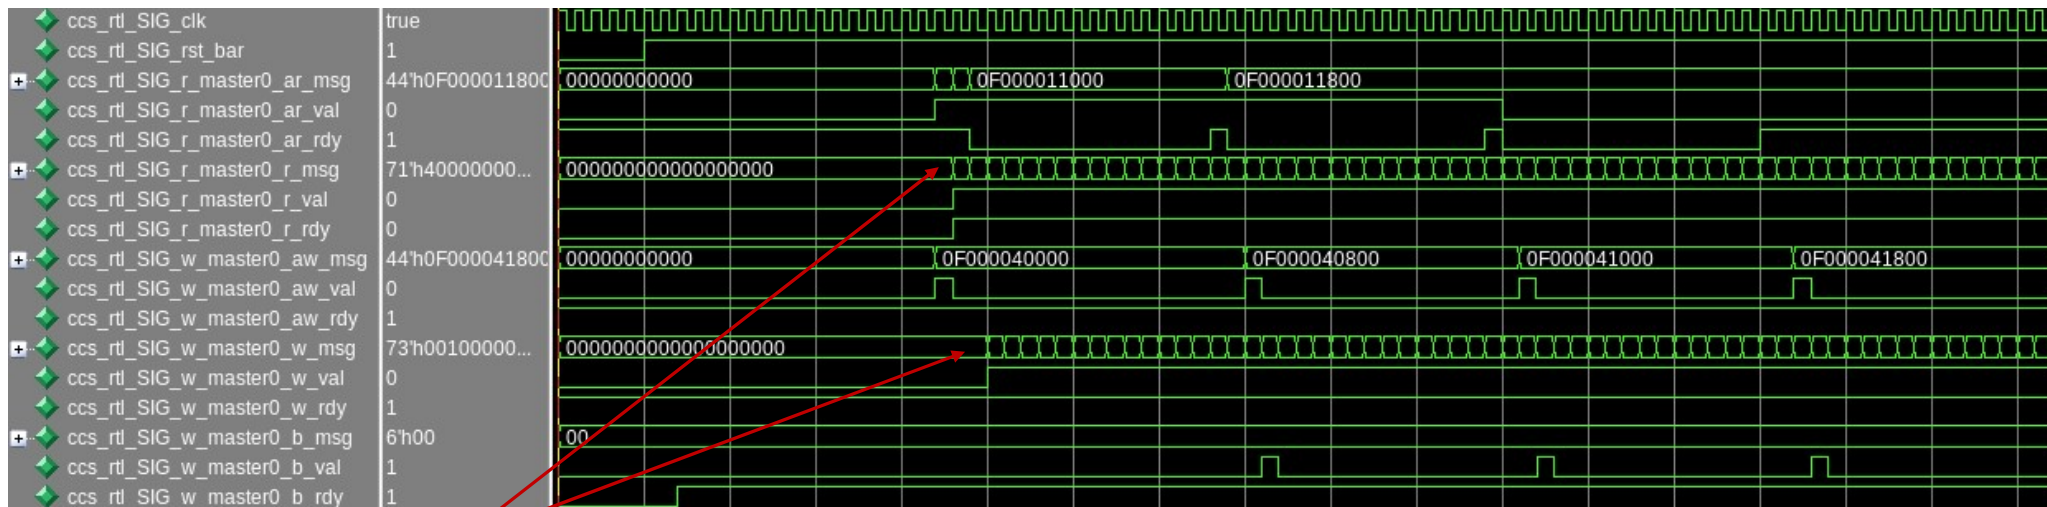 ccs_rtl_SIG_clk true
ccs_rtl_SIG_rst_bar 1
ccs_rtl_SIG_r_master0_ar_msg 44'h0F000011800 00000000000 0F000011000 0F000011800
ccs_rtl_SIG_r_master0_ar_val 0
ccs_rtl_SIG_r_master0_ar_rdy 1
ccs_rtl_SIG_r_master0_r_msg 71'h40000000... 000000000000000000
ccs_rtl_SIG_r_master0_r_val 0
ccs_rtl_SIG_r_master0_r_rdy 0
ccs_rtl_SIG_w_master0_aw_msg 44'h0F000041800 00000000000 0F000040000 0F000040800 0F000041000 0F000041800
ccs_rtl_SIG_w_master0_aw_val 0
ccs_rtl_SIG_w_master0_aw_rdy 1
ccs_rtl_SIG_w_master0_w_msg 73'h00100000... 0000000000000000000
ccs_rtl_SIG_w_master0_w_val 0
ccs_rtl_SIG_w_master0_w_rdy 1
ccs_rtl_SIG_w_master0_b_msg 6'h00 00
ccs_rtl_SIG_w_master0_b_val 1
ccs_rtl_SIG_w_master0_b_rdy 1